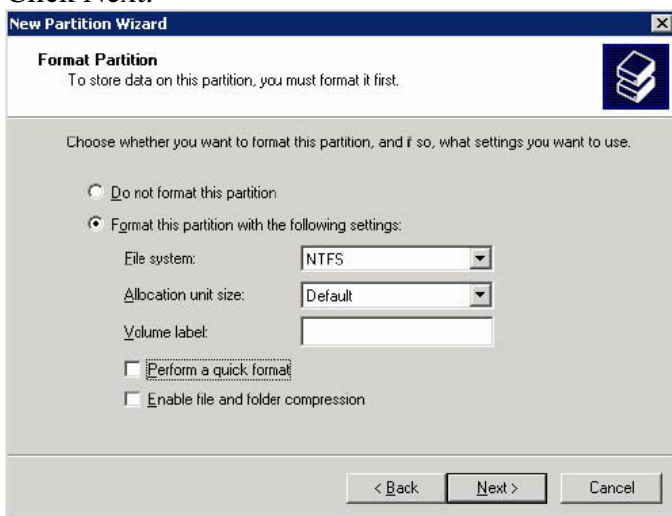 Click Next.
New Partition Wizard
Format Partition
To store data on this partition, you must format it first.
Choose whether you want to format this partition, and if so, what settings you want to use.
Do not format this partition
Format this partition with the following settings:
File system: NTFS
Allocation unit size: Default
Volume label:
Perform a quick format
Enable file and folder compression
< Back Next > Cancel